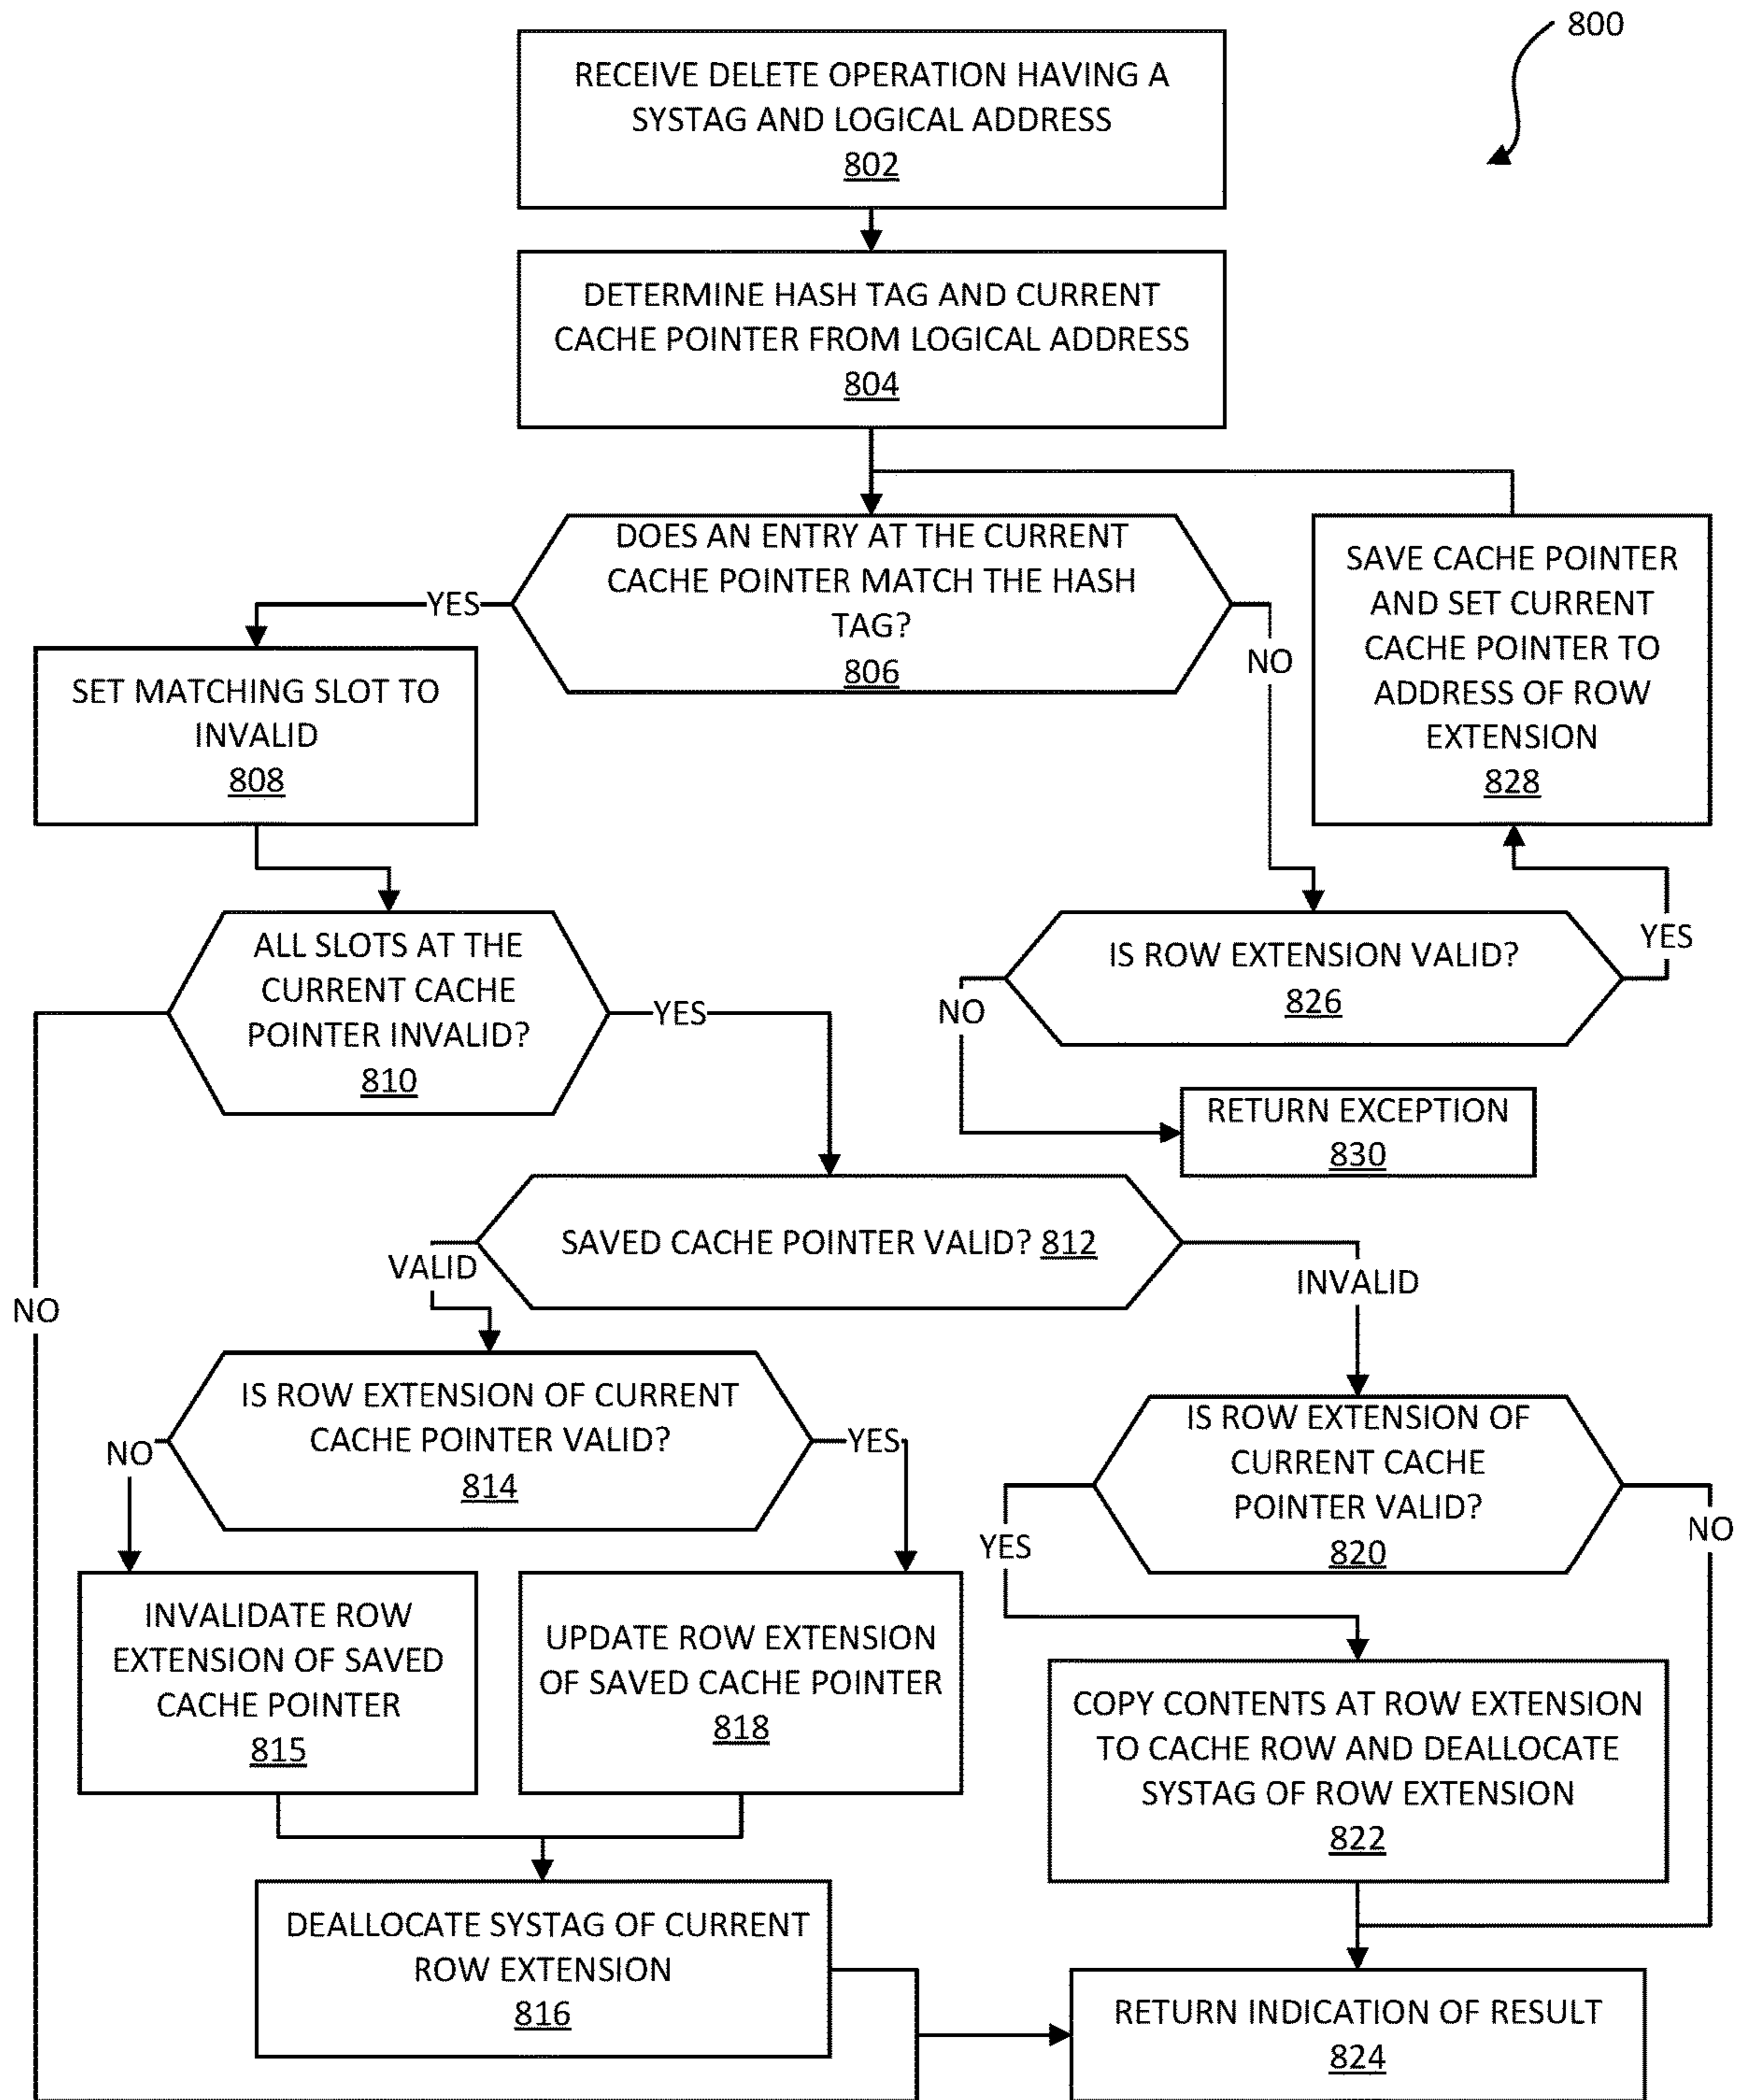 800
RECEIVE DELETE OPERATION HAVING A
SYSTAG AND LOGICAL ADDRESS
802
DETERMINE HASH TAG AND CURRENT
CACHE POINTER FROM LOGICAL ADDRESS
804
DOES AN ENTRY AT THE CURRENT
CACHE POINTER MATCH THE HASH
TAG?
806
YES
NO
SAVE CACHE POINTER
AND SET CURRENT
CACHE POINTER TO
ADDRESS OF ROW
EXTENSION
828
SET MATCHING SLOT TO
INVALID
808
ALL SLOTS AT THE
CURRENT CACHE
POINTER INVALID?
810
YES
NO
IS ROW EXTENSION VALID?
826
YES
NO
RETURN EXCEPTION
830
SAVED CACHE POINTER VALID? 812
VALID
INVALID
IS ROW EXTENSION OF CURRENT
CACHE POINTER VALID?
814
NO
YES
IS ROW EXTENSION OF
CURRENT CACHE
POINTER VALID?
820
YES
NO
INVALIDATE ROW
EXTENSION OF SAVED
CACHE POINTER
815
UPDATE ROW EXTENSION
OF SAVED CACHE POINTER
818
COPY CONTENTS AT ROW EXTENSION
TO CACHE ROW AND DEALLOCATE
SYSTAG OF ROW EXTENSION
822
DEALLOCATE SYSTAG OF CURRENT
ROW EXTENSION
816
RETURN INDICATION OF RESULT
824